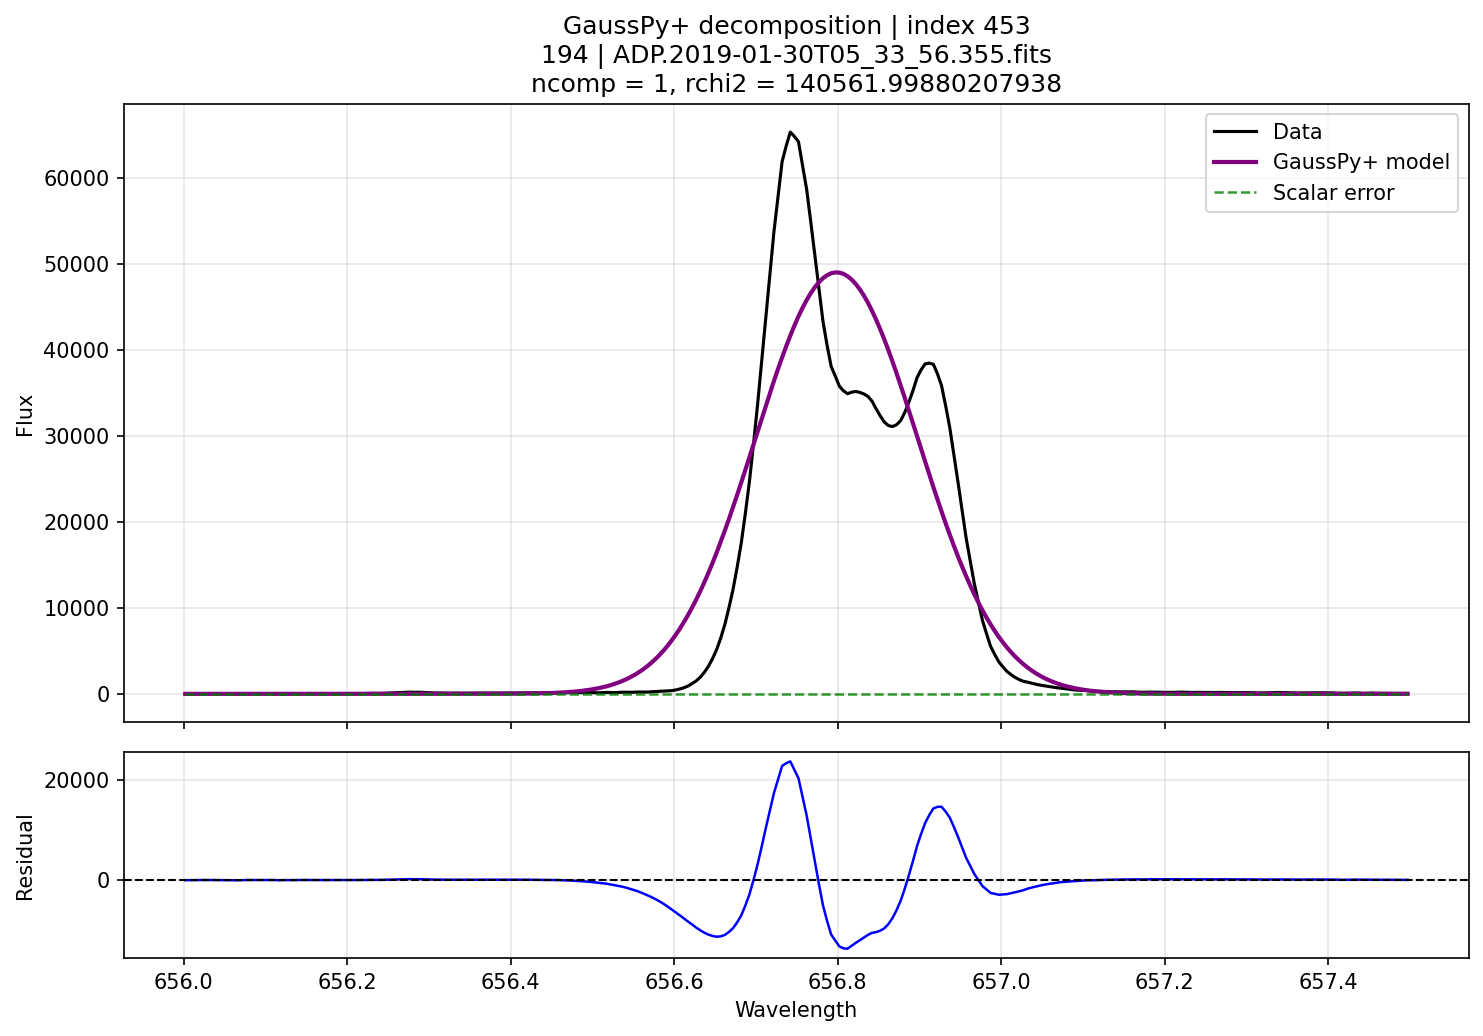 GaussPy+ decomposition | index 453
194 | ADP.2019-01-30T05_33_56.355.fits
ncomp = 1, rchi2 = 140561.99880207938
Data
GaussPy+ model
Scalar error
60000
50000
40000
30000
20000
10000
0
Flux
20000
0
Residual
656.0 656.2 656.4 656.6 656.8 657.0 657.2 657.4
Wavelength